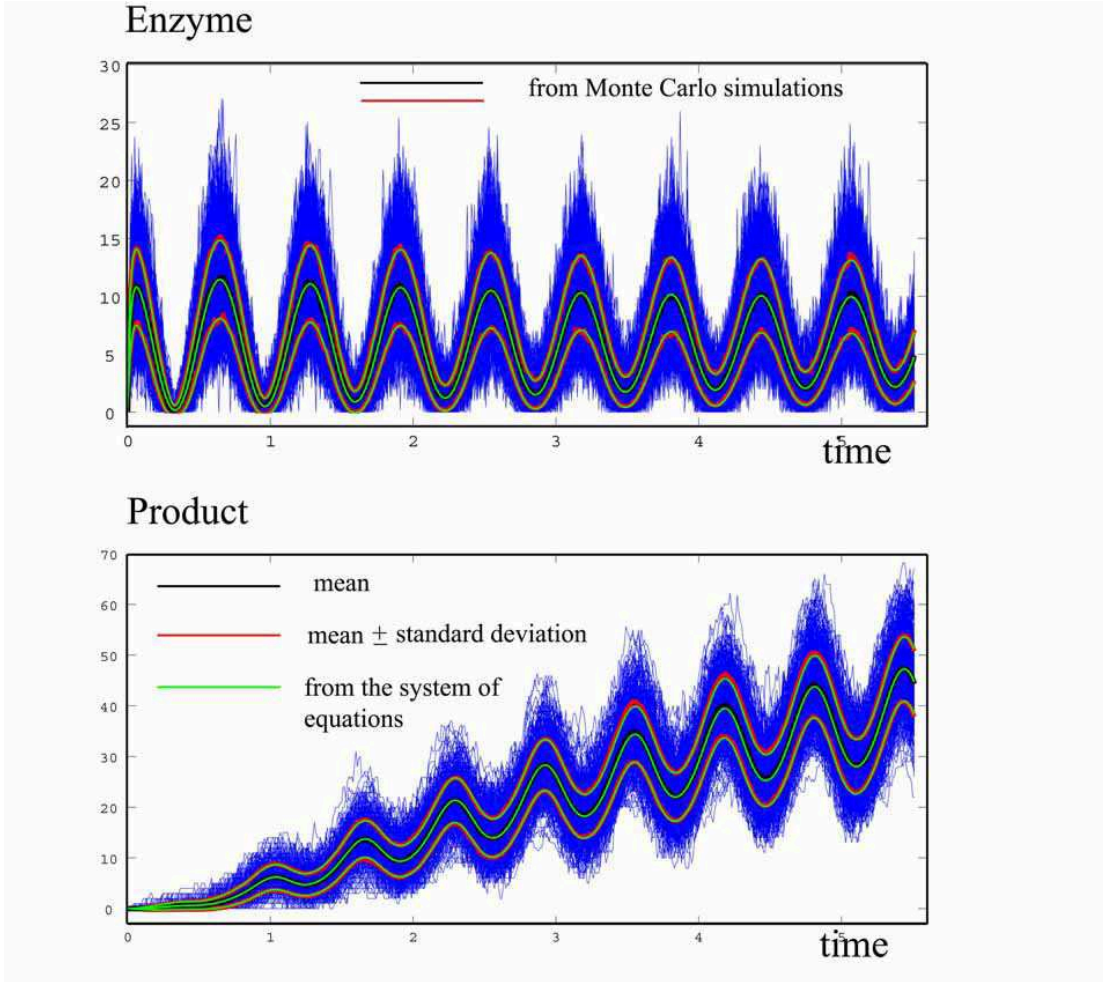 Enzyme
30
from Monte Carlo simulations
25
20
15
10
5
0
0 1 2 3 4 5
time
Product
70
mean
60
mean ± standard deviation
50
from the system of
equations
40
30
20
10
0
0 1 2 3 4 5
time